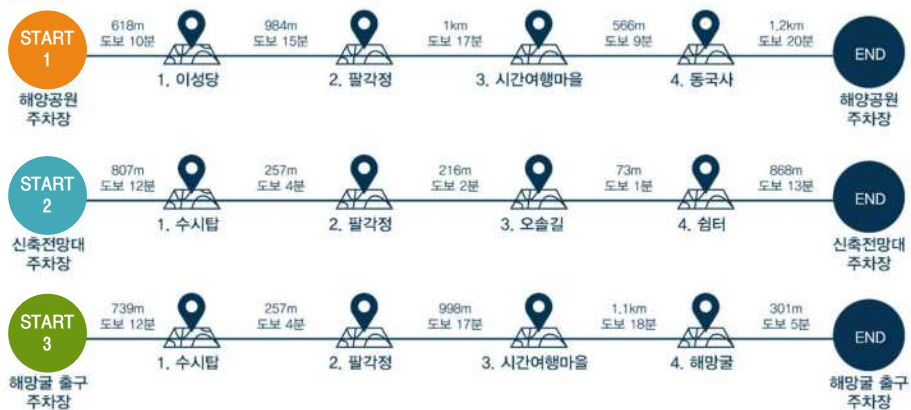 START
1
해양공원
주차장
618m
도보 10분
1. 이성당
984m
도보 15분
2. 팔각정
1km
도보 17분
3. 시간여행마을
566m
도보 9분
4. 동국사
1.2km
도보 20분
END
해양공원
주차장
START
2
신축전망대
주차장
807m
도보 12분
1. 수시탑
257m
도보 4분
2. 팔각정
216m
도보 2분
3. 오솔길
73m
도보 1분
4. 쉼터
868m
도보 13분
END
신축전망대
주차장
START
3
해망굴 출구
주차장
739m
도보 12분
1. 수시탑
257m
도보 4분
2. 팔각정
998m
도보 17분
3. 시간여행마을
1.1km
도보 18분
4. 해망굴
301m
도보 5분
END
해망굴 출구
주차장